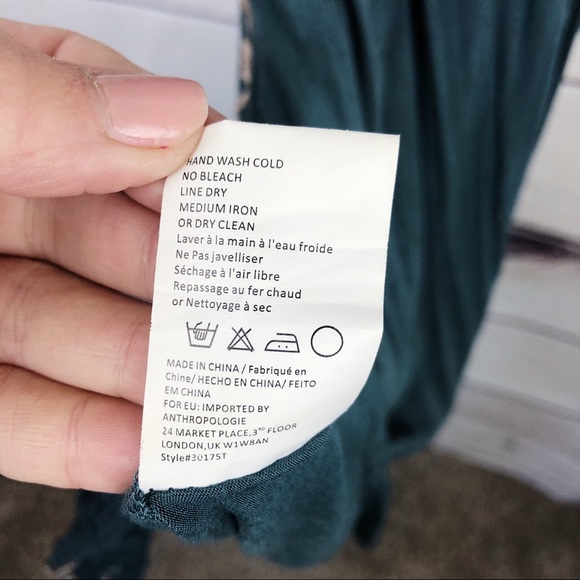 HAND WASH COLD
NO BLEACH
LINE DRY
MEDIUM IRON
OR DRY CLEAN
Laver à la main à l'eau froide
Ne Pas javelliser
Séchage à l'air libre
Repassage au fer chaud
or Nettoyage à sec
MADE IN CHINA / Fabriqué en
Chine/ HECHO EN CHINA/ FEITO
EM CHINA
FOR EU: IMPORTED BY
ANTHROPOLOGIE
24 MARKET PLACE, 3RD FLOOR
LONDON,UK W1W8AN
Style#30175T